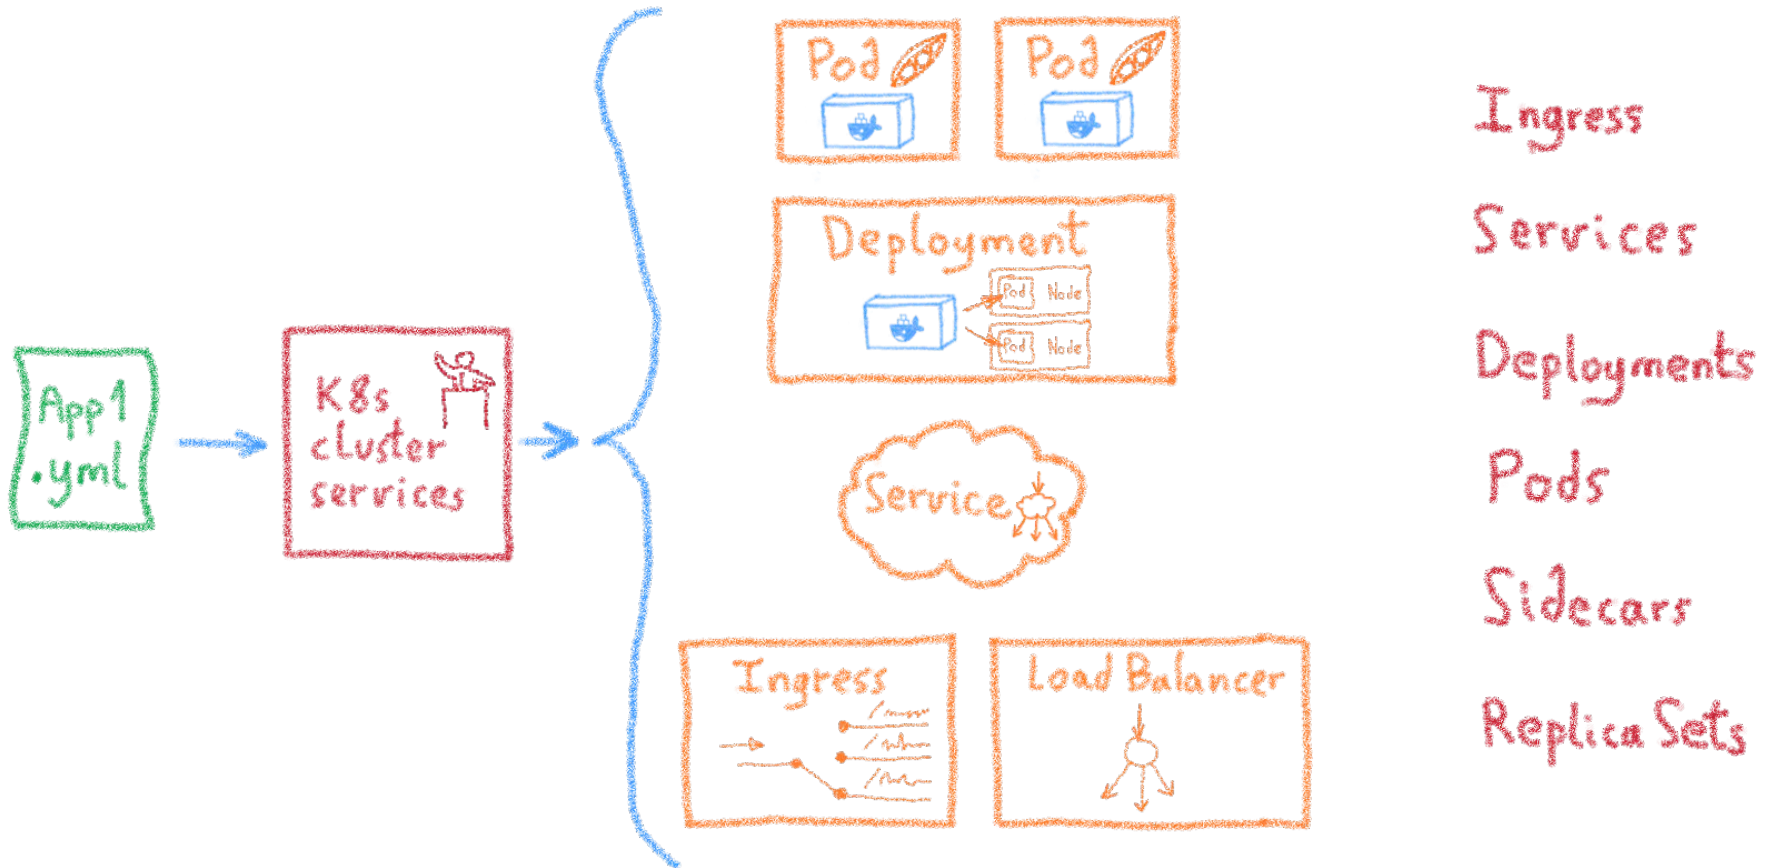 App1
.yml
K8s
cluster
services
Pod
Pod
Deployment
Pod Node
Pod Node
Service
Ingress
Load Balancer
Ingress
Services
Deployments
Pods
Sidecars
Replica Sets